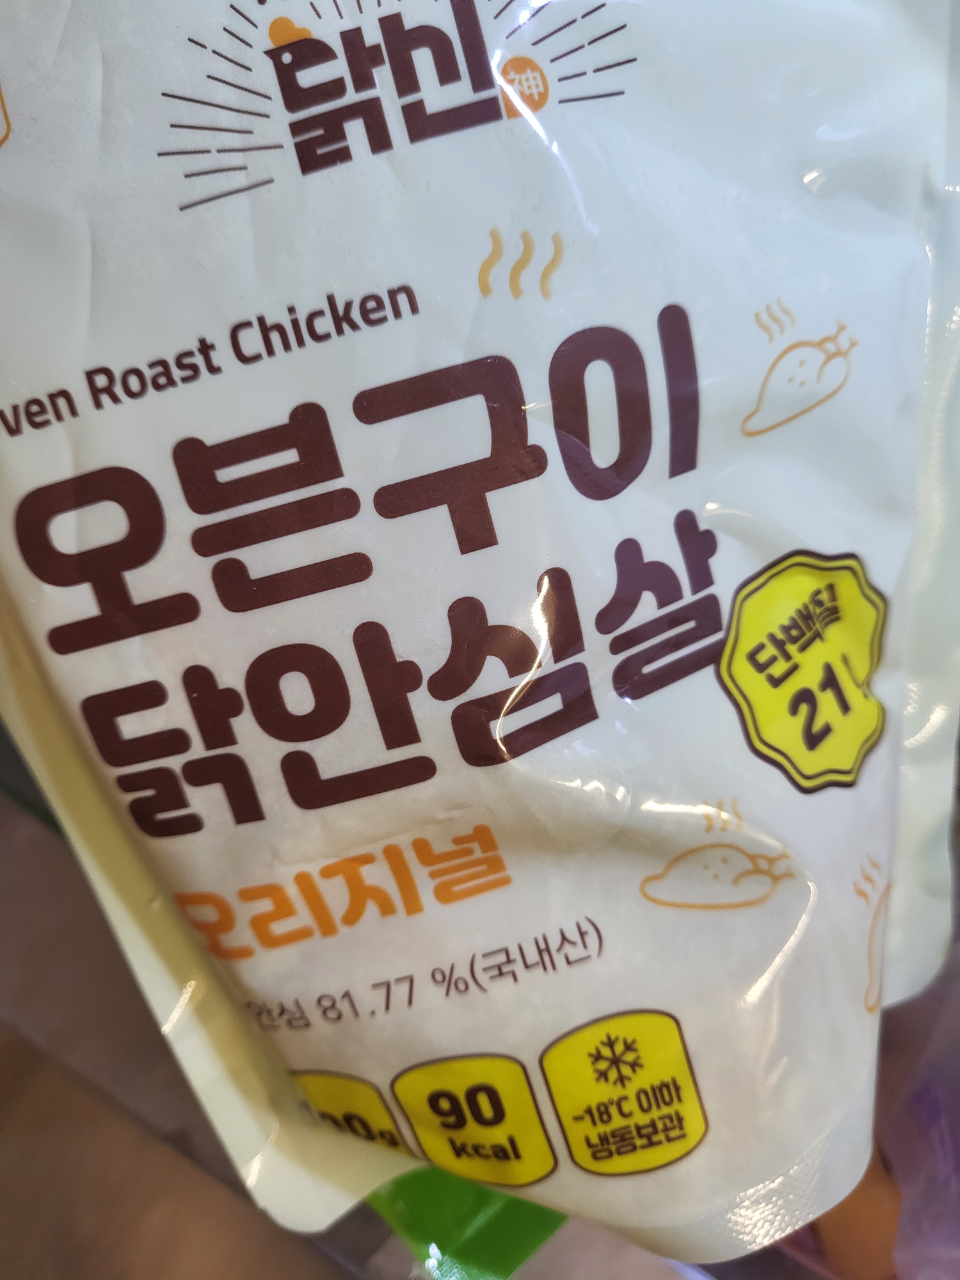 닭신
神
ven Roast Chicken
오븐구이
닭안심살
단백질
21
오리지널
안심 81.77 %(국내산)
90
kcal
-18℃ 이하
냉동보관